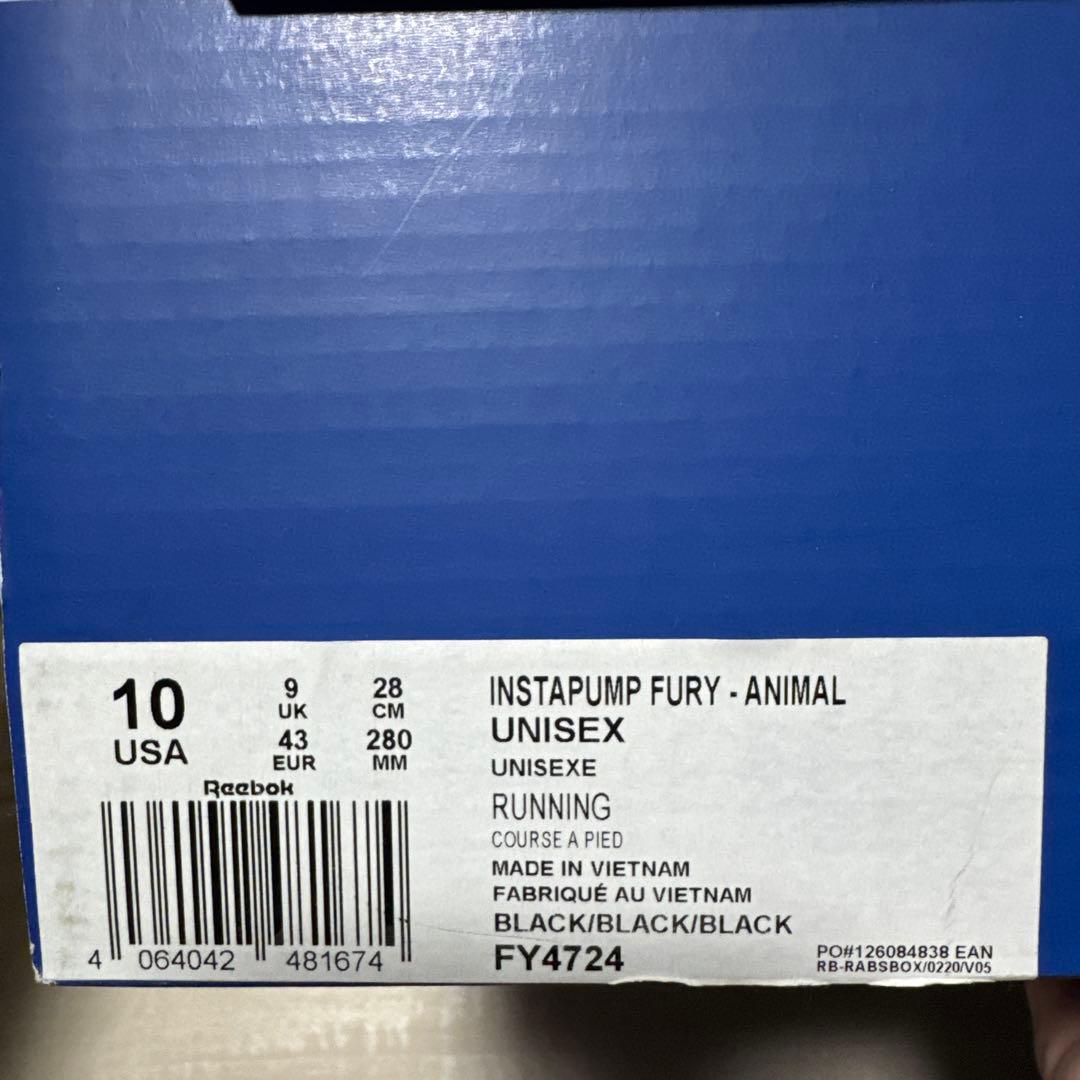 10
USA
9
UK
43
EUR
28
CM
280
MM
Reebok
4 064042 481674
INSTAPUMP FURY - ANIMAL
UNISEX
UNISEXE
RUNNING
COURSE A PIED
MADE IN VIETNAM
FABRIQUÉ AU VIETNAM
BLACK/BLACK/BLACK
FY4724
PO#126084838 EAN
RB-RABSBOX/0220/V05